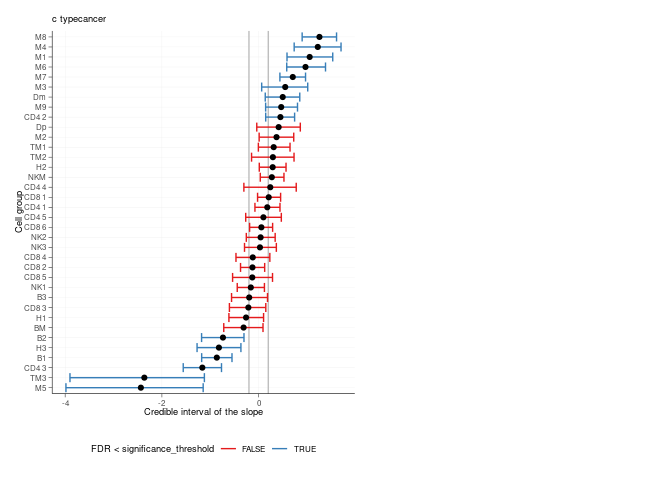 c typecancer
M8
M4
M1
M6
M7
M3
Dm
M9
CD4 2
Dp
M2
TM1
TM2
H2
NKM
CD4 4
CD8 1
CD4 1
CD4 5
CD8 6
NK2
NK3
CD8 4
CD8 2
CD8 5
NK1
B3
CD8 3
H1
BM
B2
H3
B1
CD4 3
TM3
M5
Cell group
-4 -2 0
Credible interval of the slope
FDR < significance_threshold FALSE TRUE